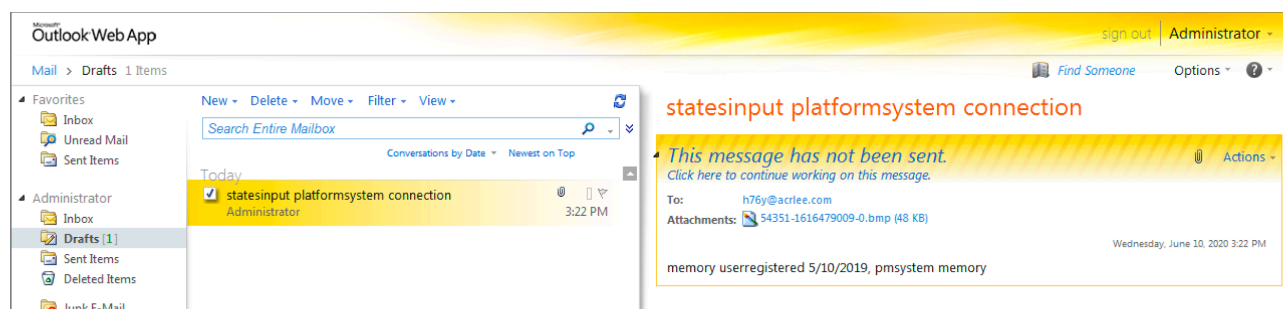 Microsoft
Outlook Web App
sign out Administrator
Mail > Drafts 1 Items
Find Someone Options
Favorites
Inbox
Unread Mail
Sent Items
Administrator
Inbox
Drafts [1]
Sent Items
Deleted Items
Junk E-Mail
New Delete Move Filter View
Search Entire Mailbox
Conversations by Date Newest on Top
Today
statesinput platformsystem connection
Administrator 3:22 PM
statesinput platformsystem connection
This message has not been sent. Actions
Click here to continue working on this message.
To: h76y@acrlee.com
Attachments: 54351-1616479009-0.bmp (48 KB)
Wednesday, June 10, 2020 3:22 PM
memory userregistered 5/10/2019, pmsystem memory